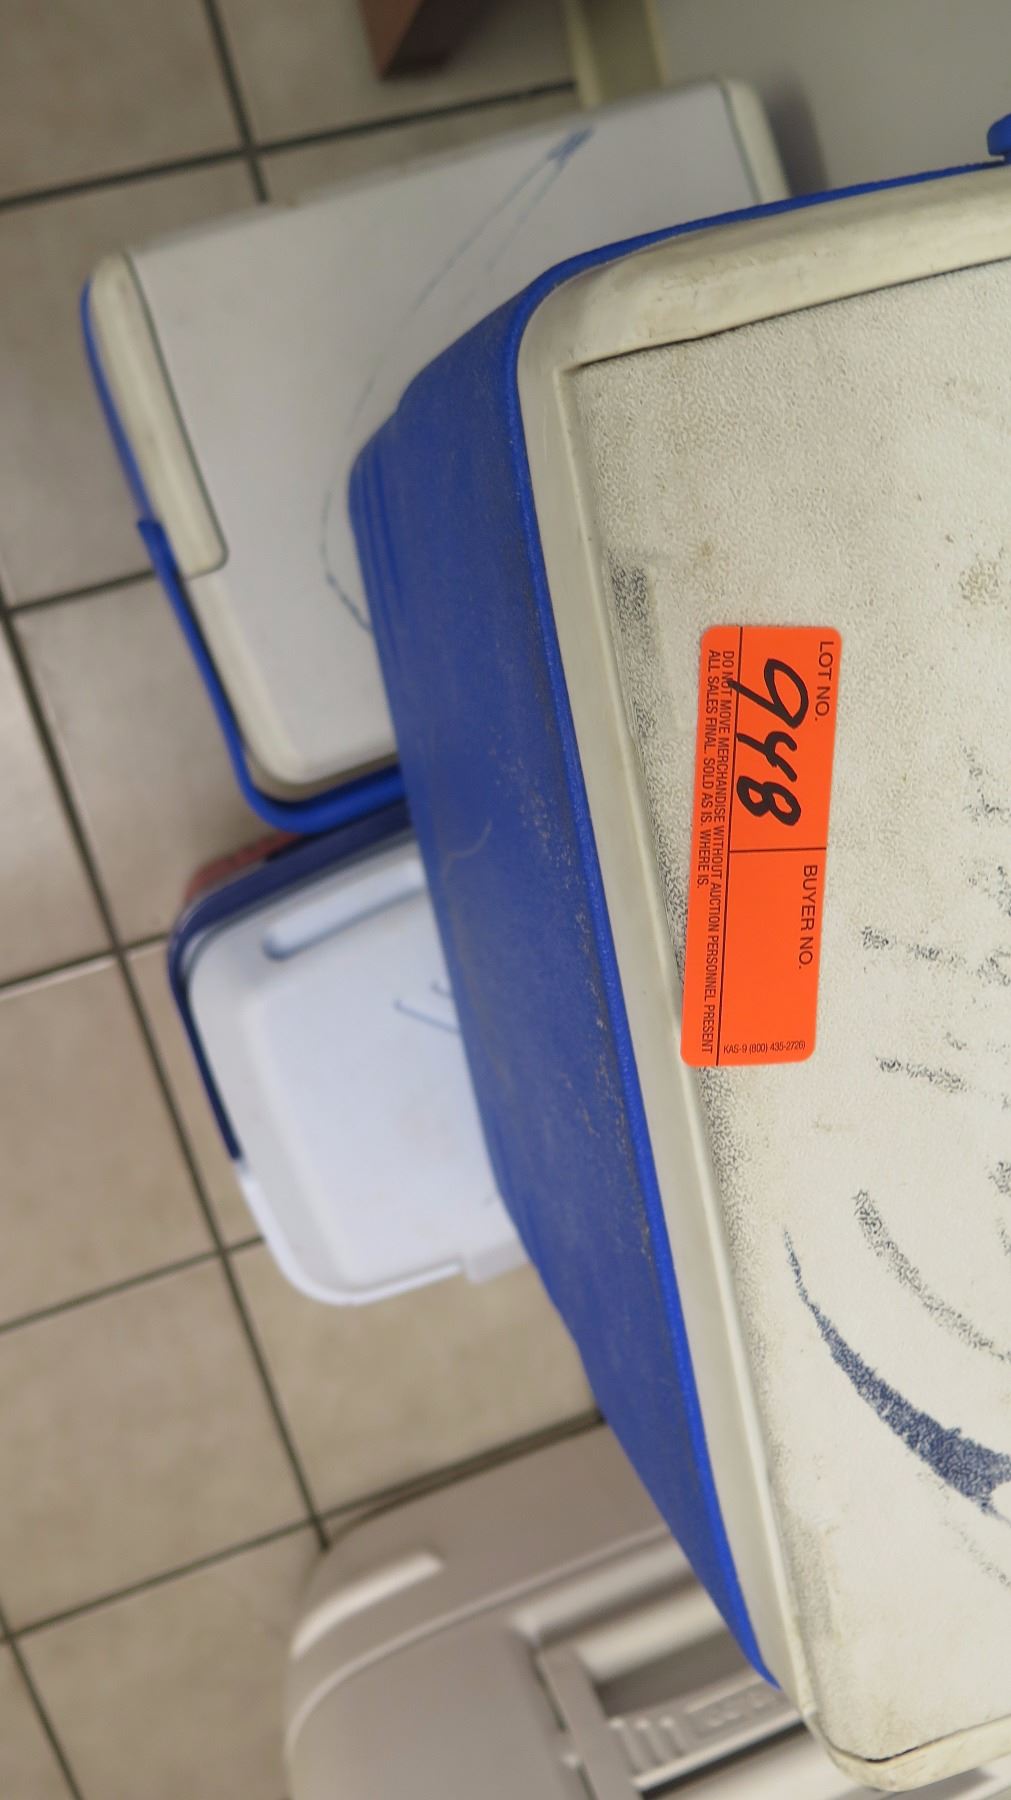 LOT NO.
948
BUYER NO.
KAS-9 (800) 435-2726)
DO NOT MOVE MERCHANDISE WITHOUT AUCTION PERSONNEL PRESENT
ALL SALES FINAL. SOLD AS IS. WHERE IS.